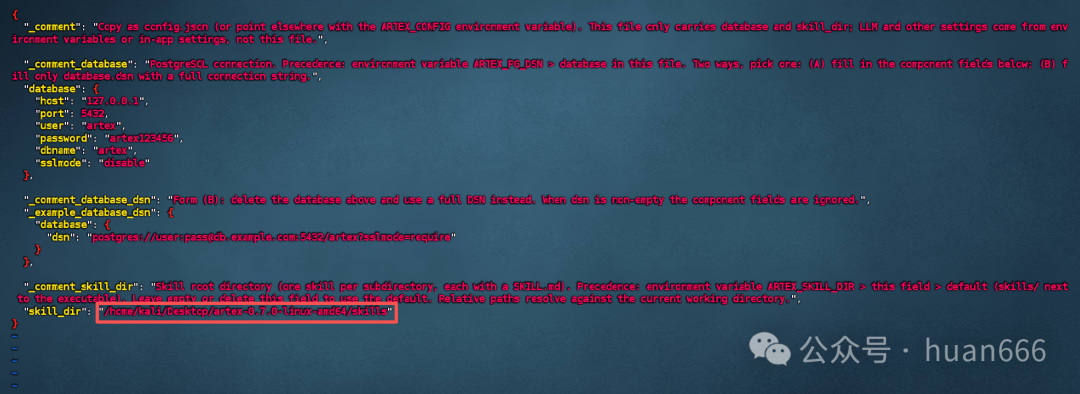 {
"_comment": "Copy as config.json (or point elsewhere with the ARTEX_CONFIG environment variable). This file only carries database and skill_dir; LLM and other settings come from env
ironment variables or in-app settings, not this file.",
"_comment_database": "PostgreSQL connection. Precedence: environment variable ARTEX_PG_DSN > database in this file. Two ways, pick one: (A) fill in the component fields below; (B) f
ill only database.dsn with a full connection string.",
"database": {
"host": "127.0.0.1",
"port": 5432,
"user": "artex",
"password": "artex123456",
"dbname": "artex",
"sslmode": "disable"
},
"_comment_database_dsn": "Form (B): delete the database above and use a full DSN instead. When dsn is non-empty the component fields are ignored.",
"_example_database_dsn": {
"database": {
"dsn": "postgres://user:pass@db.example.com:5432/artex?sslmode=require"
}
},
"_comment_skill_dir": "Skill root directory (one skill per subdirectory, each with a SKILL.md). Precedence: environment variable ARTEX_SKILL_DIR > this field > default (skills/ next
to the executable). Leave empty or delete this field to use the default. Relative paths resolve against the current working directory.",
"skill_dir": "/home/kali/Desktop/artex-0.7.0-linux-amd64/skills"
}
~
~
~
~
~
公众号 · huan666